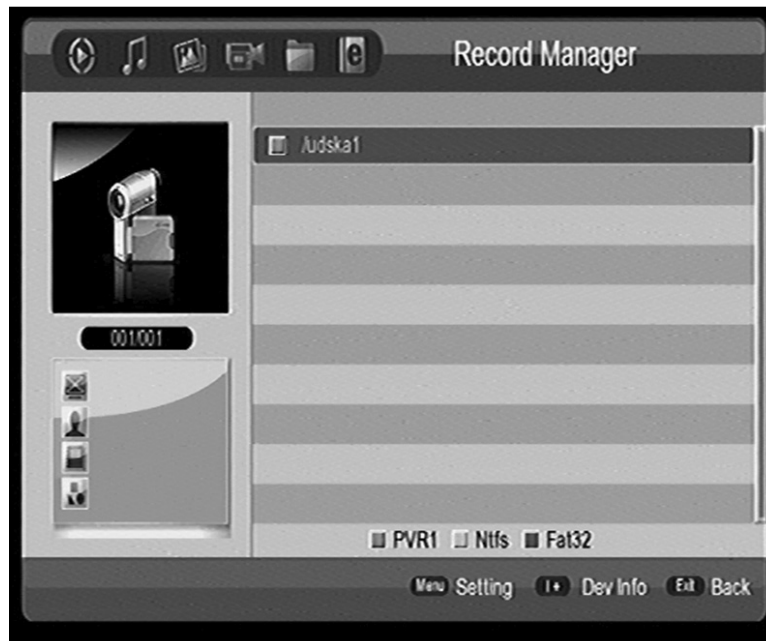 Record Manager
/udska1
001/001
PVR1 Ntfs Fat32
Menu Setting i+ Dev Info Exit Back